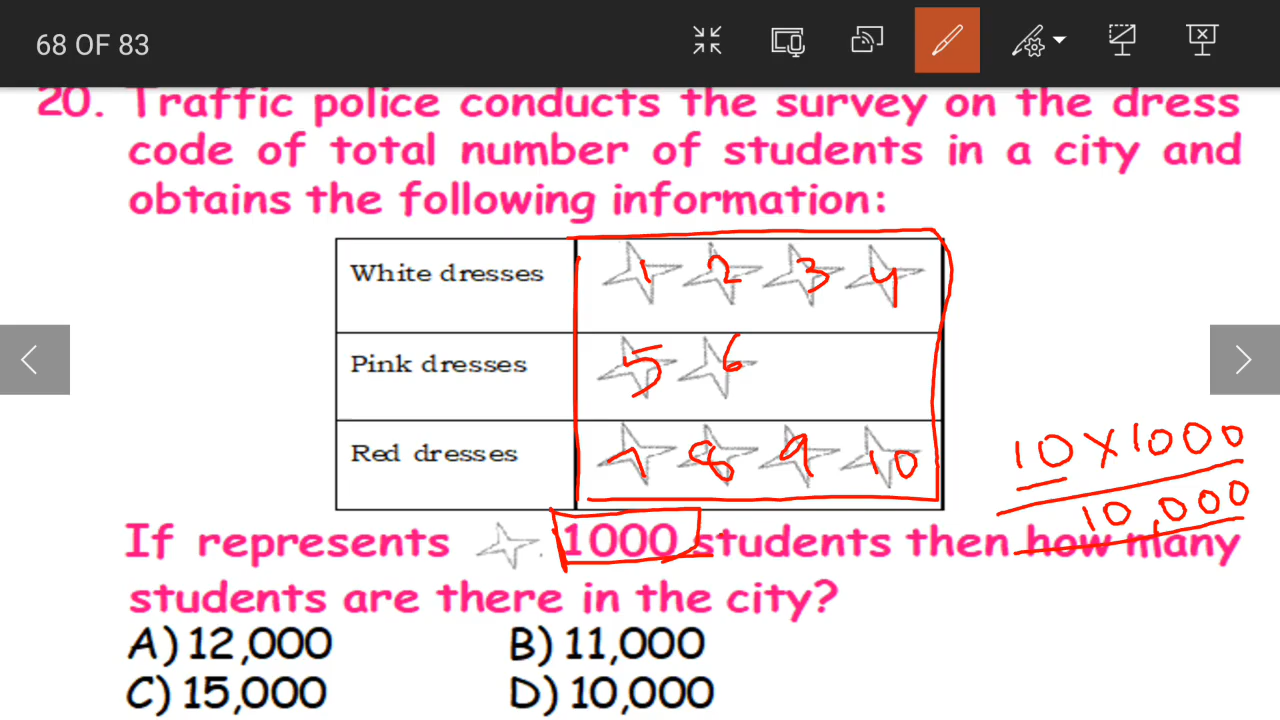 68 OF 83
20. Traffic police conducts the survey on the dress
code of total number of students in a city and
obtains the following information:
White dresses 1 2 3 4
Pink dresses 5 6
Red dresses 7 8 9 10
10 X 1000
10,000
If represents 1000 students then how many
students are there in the city?
A) 12,000 B) 11,000
C) 15,000 D) 10,000